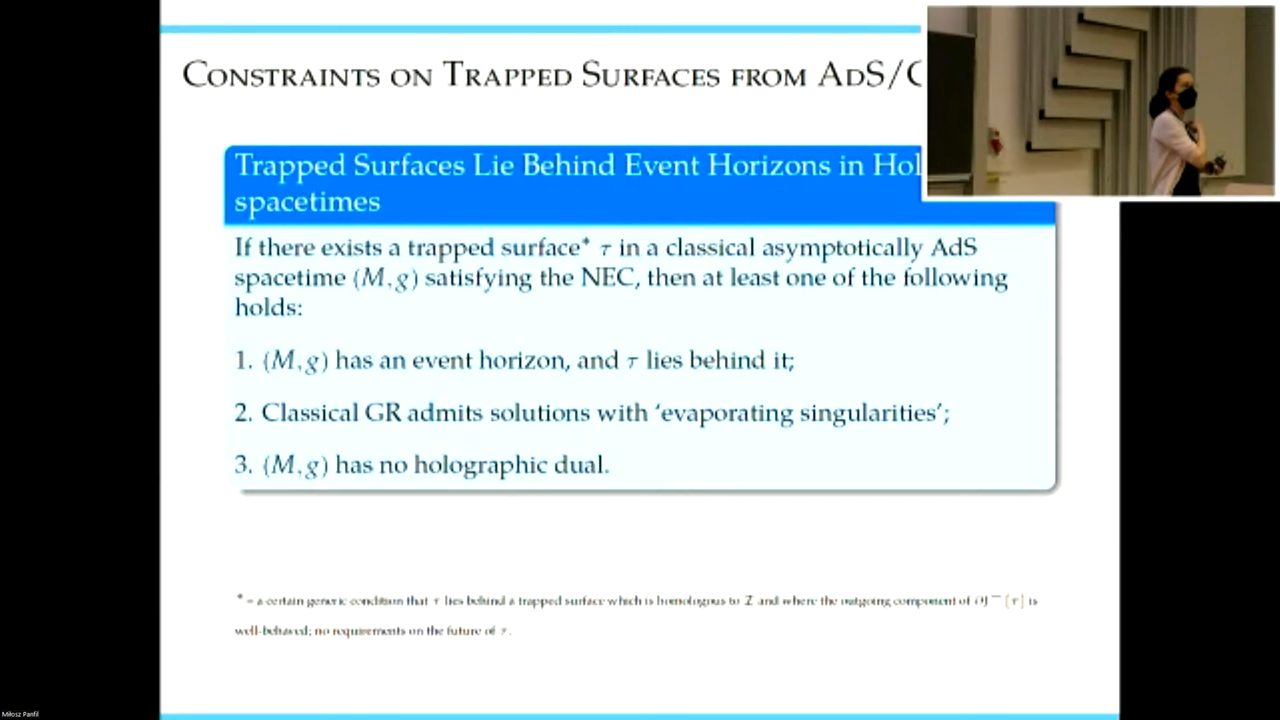 CONSTRAINTS ON TRAPPED SURFACES FROM ADS/C
Trapped Surfaces Lie Behind Event Horizons in Hol
spacetimes
If there exists a trapped surface* τ in a classical asymptotically AdS
spacetime (M, g) satisfying the NEC, then at least one of the following
holds:
1. (M, g) has an event horizon, and τ lies behind it;
2. Classical GR admits solutions with ‘evaporating singularities’;
3. (M, g) has no holographic dual.
* – a certain generic condition that τ lies behind a trapped surface which is homologous to I and where the outgoing component of ∂J⁻[τ] is
well-behaved; no requirements on the future of τ.
Miłosz Panfil